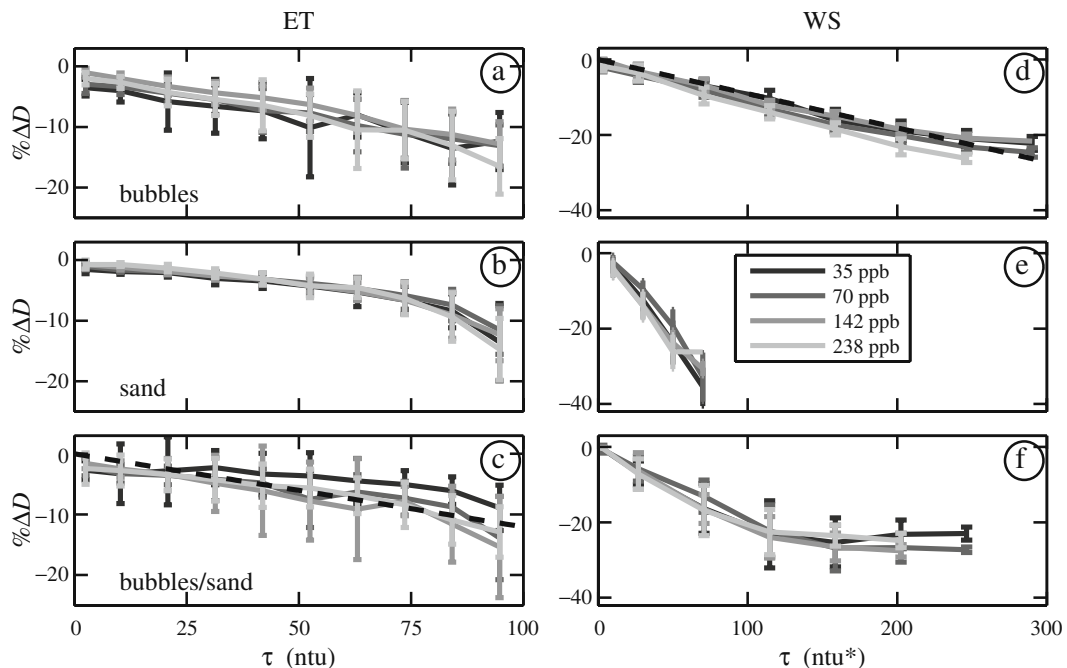 ET
WS
%ΔD
0
−10
−20
bubbles
a
0
−20
−40
d
%ΔD
0
−10
−20
sand
b
0
−20
−40
e
35 ppb
70 ppb
142 ppb
238 ppb
%ΔD
0
−10
−20
bubbles/sand
c
0
−20
−40
f
0 25 50 75 100
τ (ntu)
0 100 200 300
τ (ntu*)